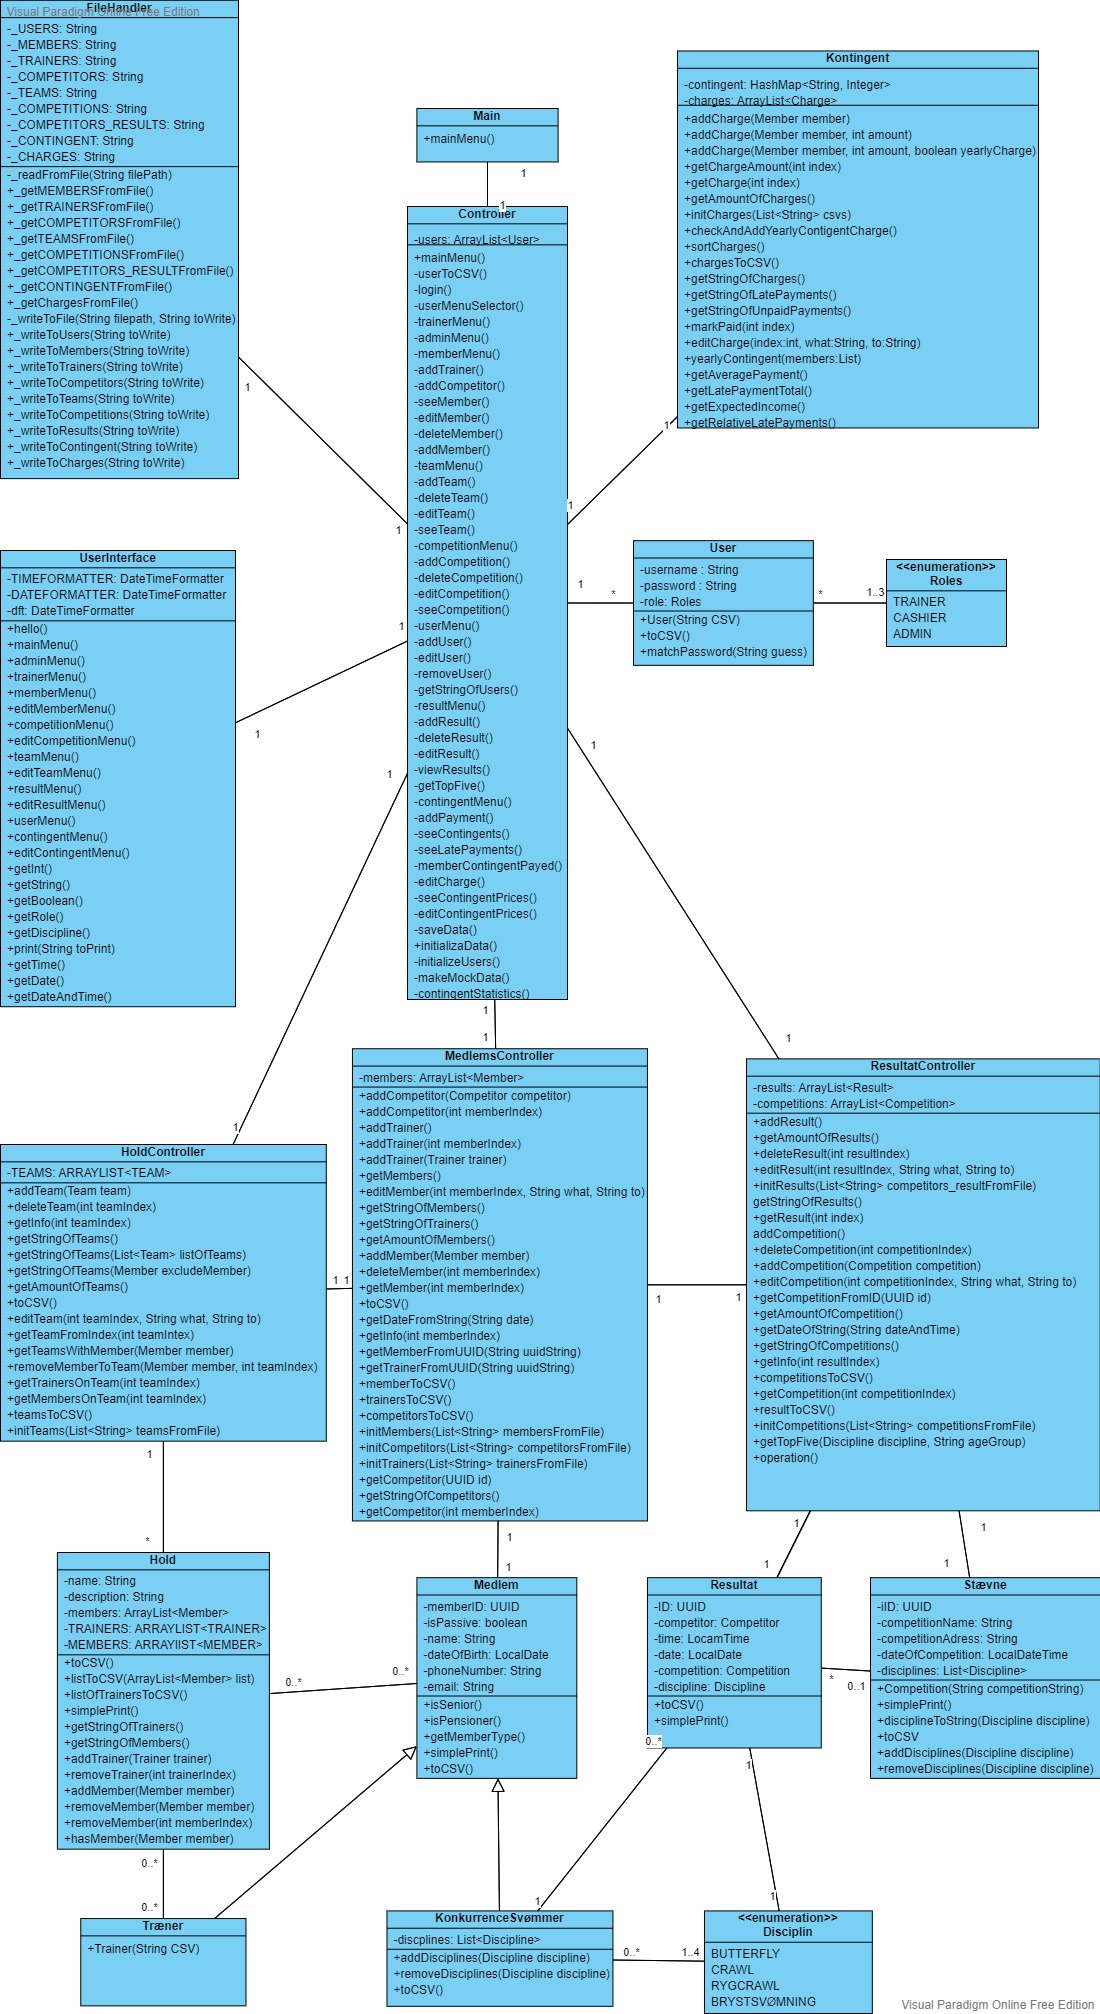 FileHandler
Visual Paradigm Online Free Edition
-_USERS: String
-_MEMBERS: String
-_TRAINERS: String
-_COMPETITORS: String
-_TEAMS: String
-_COMPETITIONS: String
-_COMPETITORS_RESULTS: String
-_CONTINGENT: String
-_CHARGES: String
-_readFromFile(String filePath)
+_getMEMBERSFromFile()
+_getTRAINERSFromFile()
+_getCOMPETITORSFromFile()
+_getTEAMSFromFile()
+_getCOMPETITIONSFromFile()
+_getCOMPETITORS_RESULTFromFile()
+_getCONTINGENTFromFile()
+_getChargesFromFile()
-_writeToFile(String filepath, String toWrite)
+_writeToUsers(String toWrite)
+_writeToMembers(String toWrite)
+_writeToTrainers(String toWrite)
+_writeToCompetitors(String toWrite)
+_writeToTeams(String toWrite)
+_writeToCompetitions(String toWrite)
+_writeToResults(String toWrite)
+_writeToContingent(String toWrite)
+_writeToCharges(String toWrite)
1
1
Main
+mainMenu()
1
1
Kontingent
-contingent: HashMap<String, Integer>
-charges: ArrayList<Charge>
+addCharge(Member member)
+addCharge(Member member, int amount)
+addCharge(Member member, int amount, boolean yearlyCharge)
+getChargeAmount(int index)
+getCharge(int index)
+getAmountOfCharges()
+initCharges(List<String> csvs)
+checkAndAddYearlyContigentCharge()
+sortCharges()
+chargesToCSV()
+getStringOfCharges()
+getStringOfLatePayments()
+getStringOfUnpaidPayments()
+markPaid(int index)
+editCharge(index:int, what:String, to:String)
+yearlyContingent(members:List)
+getAveragePayment()
+getLatePaymentTotal()
+getExpectedIncome()
+getRelativeLatePayments()
1
1
Controller
-users: ArrayList<User>
+mainMenu()
-userToCSV()
-login()
-userMenuSelector()
-trainerMenu()
-adminMenu()
-memberMenu()
-addTrainer()
-addCompetitor()
-seeMember()
-editMember()
-deleteMember()
-addMember()
-teamMenu()
-addTeam()
-deleteTeam()
-editTeam()
-seeTeam()
-competitionMenu()
-addCompetition()
-deleteCompetition()
-editCompetition()
-seeCompetition()
-userMenu()
-addUser()
-editUser()
-removeUser()
-getStringOfUsers()
-resultMenu()
-addResult()
-deleteResult()
-editResult()
-viewResults()
-getTopFive()
-contingentMenu()
-addPayment()
-seeContingents()
-seeLatePayments()
-memberContingentPayed()
-editCharge()
-seeContingentPrices()
-editContingentPrices()
-saveData()
+initializaData()
-initializeUsers()
-makeMockData()
-contingentStatistics()
User
-username : String
-password : String
-role: Roles
+User(String CSV)
+toCSV()
+matchPassword(String guess)
1
*
*
1..3
<<enumeration>>
Roles
TRAINER
CASHIER
ADMIN
UserInterface
-TIMEFORMATTER: DateTimeFormatter
-DATEFORMATTER: DateTimeFormatter
-dft: DateTimeFormatter
+hello()
+mainMenu()
+adminMenu()
+trainerMenu()
+memberMenu()
+editMemberMenu()
+competitionMenu()
+editCompetitionMenu()
+teamMenu()
+editTeamMenu()
+resultMenu()
+editResultMenu()
+userMenu()
+contingentMenu()
+editContingentMenu()
+getInt()
+getString()
+getBoolean()
+getRole()
+getDiscipline()
+print(String toPrint)
+getTime()
+getDate()
+getDateAndTime()
1
1
1
1
1
1
1
1
MedlemsController
-members: ArrayList<Member>
+addCompetitor(Competitor competitor)
+addCompetitor(int memberIndex)
+addTrainer()
+addTrainer(int memberIndex)
+addTrainer(Trainer trainer)
+getMembers()
+editMember(int memberIndex, String what, String to)
+getStringOfMembers()
+getStringOfTrainers()
+getAmountOfMembers()
+addMember(Member member)
+deleteMember(int memberIndex)
+getMember(int memberIndex)
+toCSV()
+getDateFromString(String date)
+getInfo(int memberIndex)
+getMemberFromUUID(String uuidString)
+getTrainerFromUUID(String uuidString)
+memberToCSV()
+trainersToCSV()
+competitorsToCSV()
+initMembers(List<String> membersFromFile)
+initCompetitors(List<String> competitorsFromFile)
+initTrainers(List<String> trainersFromFile)
+getCompetitor(UUID id)
+getStringOfCompetitors()
+getCompetitor(int memberIndex)
ResultatController
-results: ArrayList<Result>
-competitions: ArrayList<Competition>
+addResult()
+getAmountOfResults()
+deleteResult(int resultIndex)
+editResult(int resultIndex, String what, String to)
+initResults(List<String> competitors_resultFromFile)
getStringOfResults()
+getResult(int index)
addCompetition()
+deleteCompetition(int competitionIndex)
+addCompetition(Competition competition)
+editCompetition(int competitionIndex, String what, String to)
+getCompetitionFromID(UUID id)
+getAmountOfCompetition()
+getDateOfString(String dateAndTime)
+getStringOfCompetitions()
+getInfo(int resultIndex)
+competitionsToCSV()
+getCompetition(int competitionIndex)
+resultToCSV()
+initCompetitions(List<String> competitionsFromFile)
+getTopFive(Discipline discipline, String ageGroup)
+operation()
HoldController
-TEAMS: ARRAYLIST<TEAM>
+addTeam(Team team)
+deleteTeam(int teamIndex)
+getInfo(int teamIndex)
+getStringOfTeams()
+getStringOfTeams(List<Team> listOfTeams)
+getStringOfTeams(Member excludeMember)
+getAmountOfTeams()
+toCSV()
+editTeam(int teamIndex, String what, String to)
+getTeamFromIndex(int teamIntex)
+getTeamsWithMember(Member member)
+removeMemberToTeam(Member member, int teamIndex)
+getTrainersOnTeam(int teamIndex)
+getMembersOnTeam(int teamIndex)
+teamsToCSV()
+initTeams(List<String> teamsFromFile)
1 1
1
1
1
*
1
1
1
1
1
1
Hold
-name: String
-description: String
-members: ArrayList<Member>
-TRAINERS: ARRAYLIST<TRAINER>
-MEMBERS: ARRAYlIST<MEMBER>
+toCSV()
+listToCSV(ArrayList<Member> list)
+listOfTrainersToCSV()
+simplePrint()
+getStringOfTrainers()
+getStringOfMembers()
+addTrainer(Trainer trainer)
+removeTrainer(int trainerIndex)
+addMember(Member member)
+removeMember(Member member)
+removeMember(int memberIndex)
+hasMember(Member member)
0..*
0..*
Medlem
-memberID: UUID
-isPassive: boolean
-name: String
-dateOfBirth: LocalDate
-phoneNumber: String
-email: String
+isSenior()
+isPensioner()
+getMemberType()
+simplePrint()
+toCSV()
Resultat
-ID: UUID
-competitor: Competitor
-time: LocamTime
-date: LocalDate
-competition: Competition
-discipline: Discipline
+toCSV()
+simplePrint()
*
0..1
Stævne
-iID: UUID
-competitionName: String
-competitionAdress: String
-dateOfCompetition: LocalDateTime
-disciplines: List<Discipline>
+Competition(String competitionString)
+simplePrint()
+disciplineToString(Discipline discipline)
+toCSV
+addDisciplines(Discipline discipline)
+removeDisciplines(Discipline discipline)
0..*
1
1
1
0..*
0..*
Træner
+Trainer(String CSV)
KonkurrenceSvømmer
-discplines: List<Discipline>
+addDisciplines(Discipline discipline)
+removeDisciplines(Discipline discipline)
+toCSV()
0..*
1..4
<<enumeration>>
Disciplin
BUTTERFLY
CRAWL
RYGCRAWL
BRYSTSVØMNING
Visual Paradigm Online Free Edition